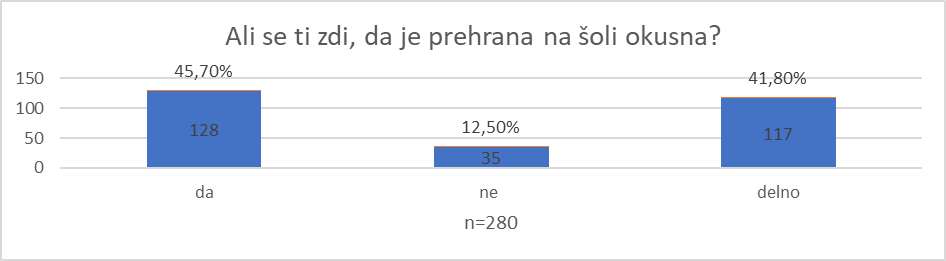 Ali se ti zdi, da je prehrana na šoli okusna?
45,70%
41,80%
12,50%
150
100
50
0
128
35
117
da
ne
delno
n=280